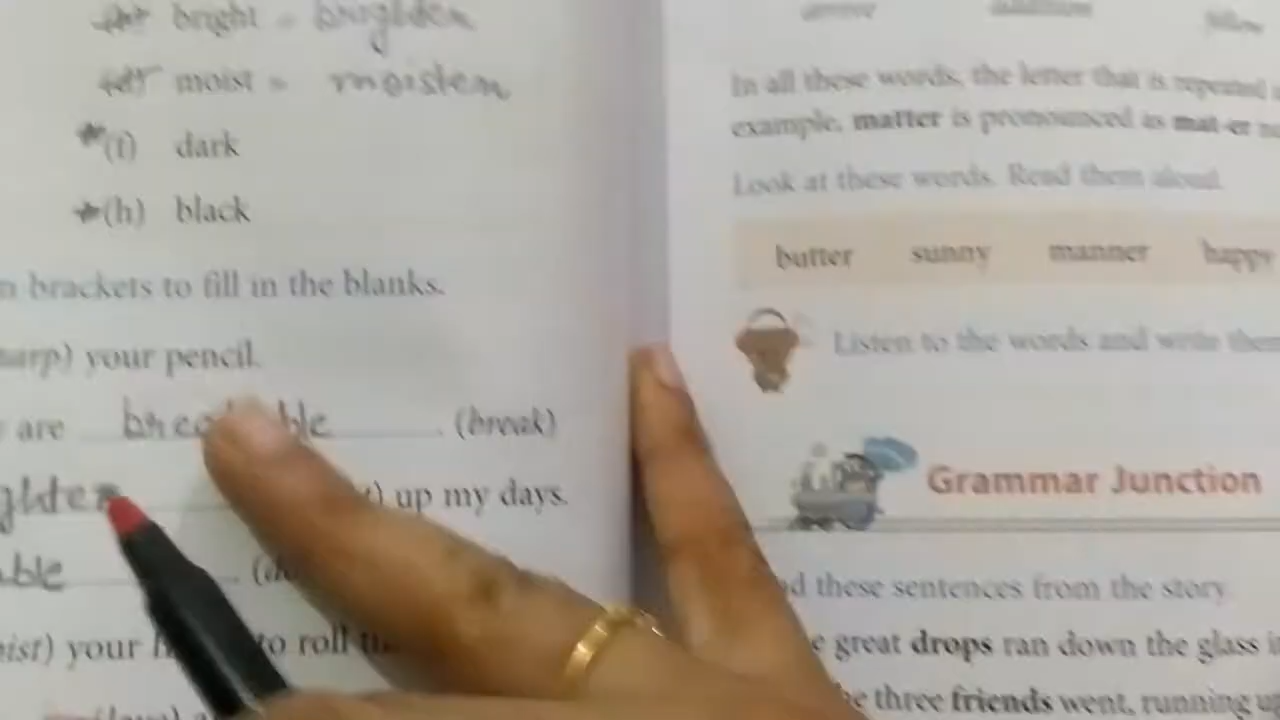 bright - brighten
moist = moisten
(f) dark
(h) black
n brackets to fill in the blanks.
arp) your pencil.
are ble (break)
ghten up my days.
able
ist) your to roll
In all these words, the letter that is repeated
example, matter is pronounced as mat-er
Look at these words. Read them aloud.
butter sunny manner happy
Listen to the words and write them
Grammar Junction
d these sentences from the story
e great drops ran down the glass
he three friends went, running up